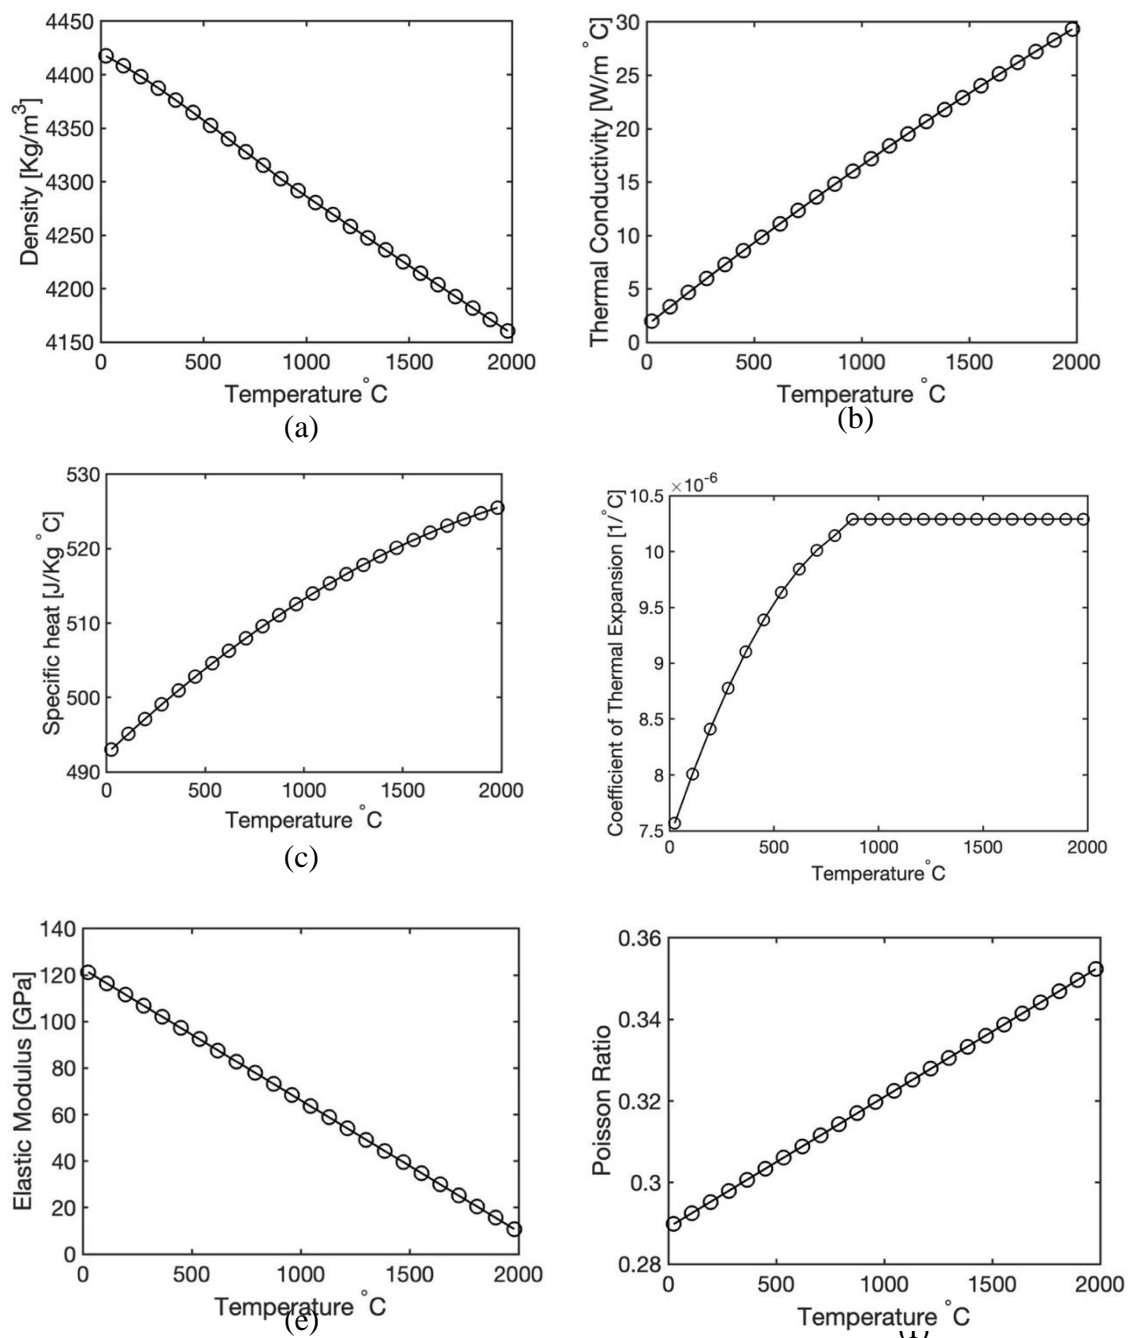 4450
4400
4350
4300
4250
4200
4150
Density [Kg/m³]
0 500 1000 1500 2000
Temperature °C
(a)
30
25
20
15
10
5
0
Thermal Conductivity [W/m °C]
0 500 1000 1500 2000
Temperature °C
(b)
530
520
510
500
490
Specific heat [J/Kg °C]
0 500 1000 1500 2000
Temperature °C
(c)
×10⁻⁶
10.5
10
9.5
9
8.5
8
7.5
Coefficient of Thermal Expansion [1/°C]
0 500 1000 1500 2000
Temperature°C
140
120
100
80
60
40
20
0
Elastic Modulus [GPa]
0 500 1000 1500 2000
Temperature °C
(e)
0.36
0.34
0.32
0.3
0.28
Poisson Ratio
0 500 1000 1500 2000
Temperature °C